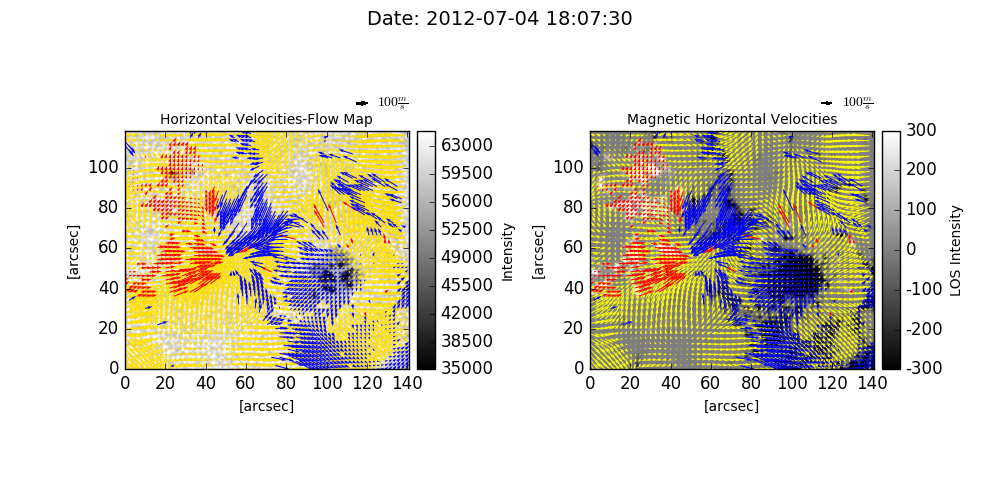 Date: 2012-07-04 18:07:30
100 m/s
Horizontal Velocities-Flow Map
[arcsec]
100
80
60
40
20
0
0 20 40 60 80 100 120 140
[arcsec]
63000
59500
56000
52500
49000
45500
42000
38500
35000
Intensity
100 m/s
Magnetic Horizontal Velocities
[arcsec]
100
80
60
40
20
0
0 20 40 60 80 100 120 140
[arcsec]
300
200
100
0
-100
-200
-300
LOS Intensity